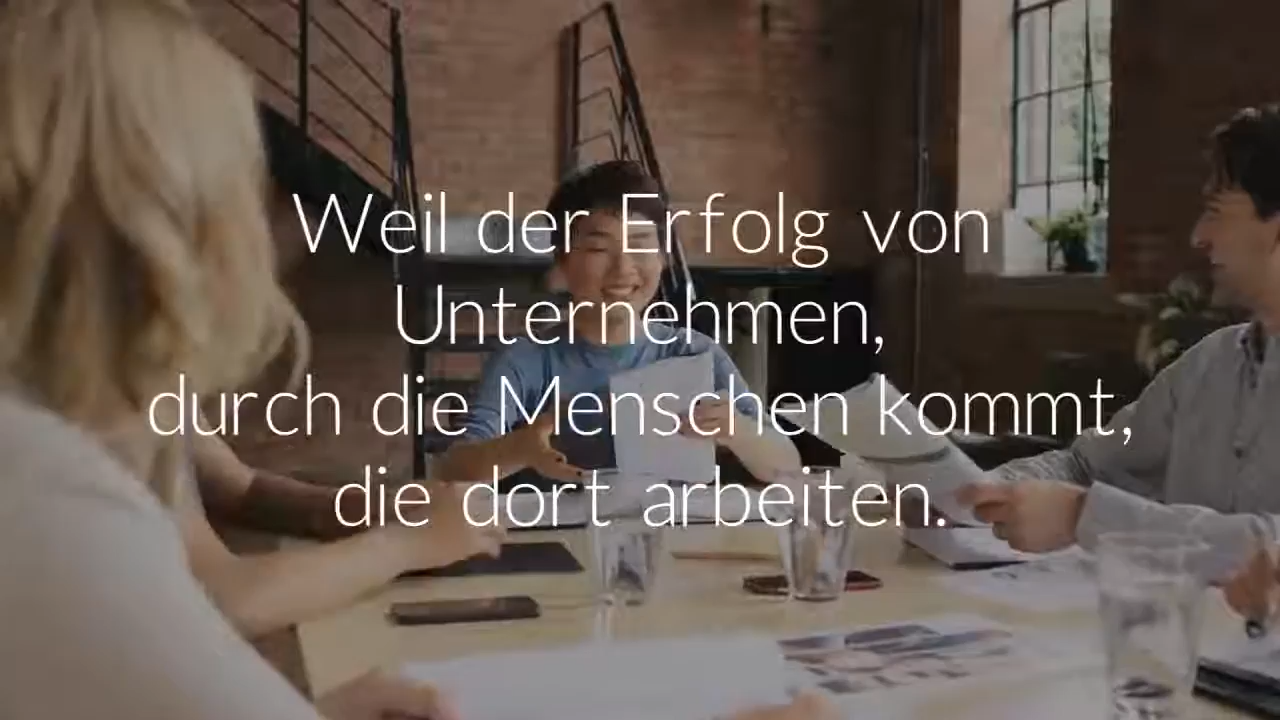 Weil der Erfolg von
Unternehmen,
durch die Menschen kommt,
die dort arbeiten.